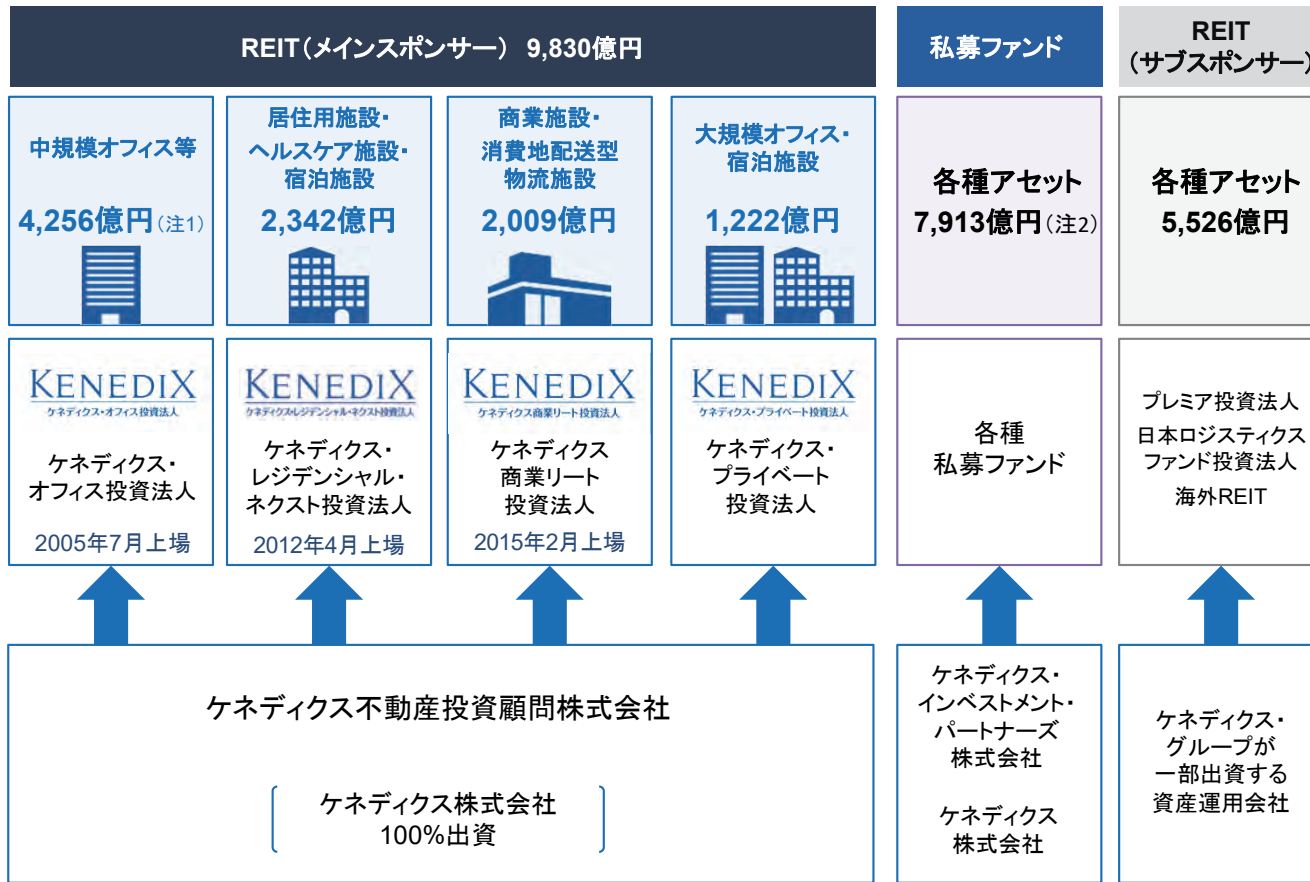 REIT（メインスポンサー） 9,830億円
私募ファンド
REIT
（サブスポンサー）
中規模オフィス等
4,256億円（注1）
居住用施設・
ヘルスケア施設・
宿泊施設
2,342億円
商業施設・
消費地配送型
物流施設
2,009億円
大規模オフィス・
宿泊施設
1,222億円
各種アセット
7,913億円（注2）
各種アセット
5,526億円
KENEDIX
ケネディクス・オフィス投資法人
ケネディクス・
オフィス投資法人
2005年7月上場
KENEDIX
ケネディクス・レジデンシャル・ネクスト投資法人
ケネディクス・
レジデンシャル・
ネクスト投資法人
2012年4月上場
KENEDIX
ケネディクス商業リート投資法人
ケネディクス
商業リート
投資法人
2015年2月上場
KENEDIX
ケネディクス・プライベート投資法人
ケネディクス・
プライベート
投資法人
各種
私募ファンド
プレミア投資法人
日本ロジスティクス
ファンド投資法人
海外REIT
ケネディクス不動産投資顧問株式会社
ケネディクス株式会社
100%出資
ケネディクス・
インベストメント・
パートナーズ
株式会社
ケネディクス
株式会社
ケネディクス・
グループが
一部出資する
資産運用会社